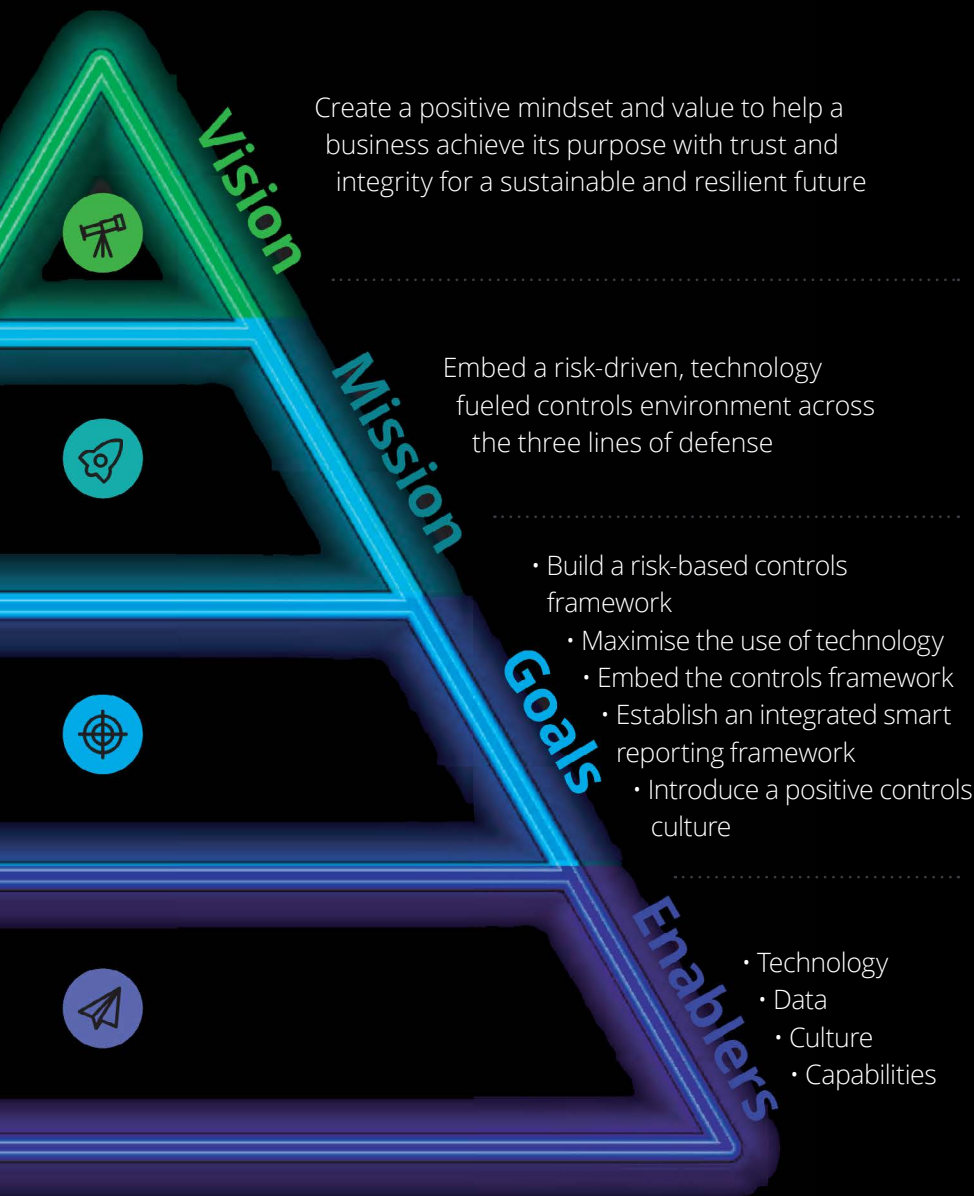 Vision
Create a positive mindset and value to help a
business achieve its purpose with trust and
integrity for a sustainable and resilient future
Mission
Embed a risk-driven, technology
fueled controls environment across
the three lines of defense
Goals
• Build a risk-based controls
framework
• Maximise the use of technology
• Embed the controls framework
• Establish an integrated smart
reporting framework
• Introduce a positive controls
culture
Enablers
• Technology
• Data
• Culture
• Capabilities